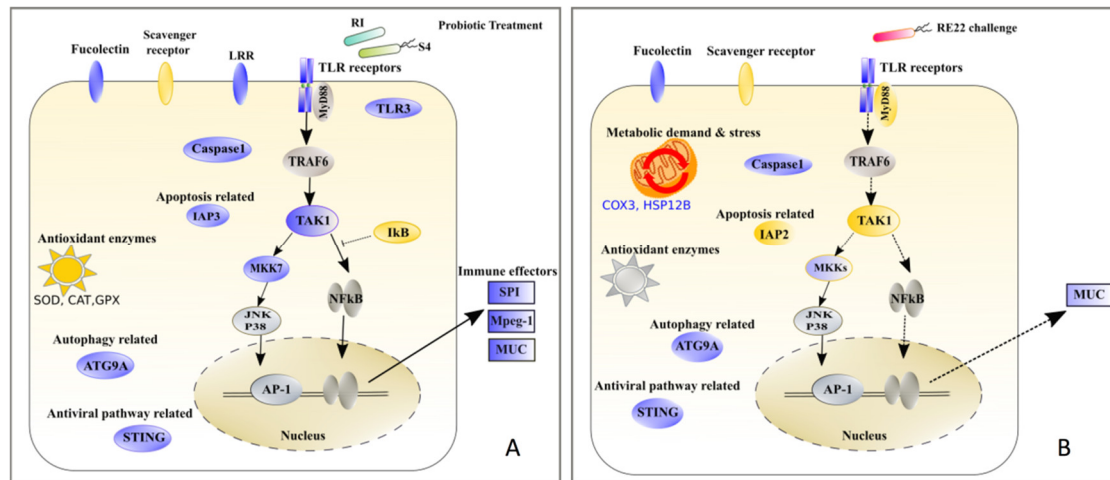 Probiotic Treatment
RI
S4
Fucolectin
Scavenger
receptor
LRR
TLR receptors
MyD88
TLR3
Caspase1
TRAF6
Apoptosis related
IAP3
TAK1
IkB
Antioxidant enzymes
SOD, CAT,GPX
MKK7
NFkB
Immune effectors
SPI
Mpeg-1
MUC
JNK
P38
Autophagy related
ATG9A
AP-1
Antiviral pathway related
STING
Nucleus
A
RE22 challenge
Fucolectin
Scavenger receptor
TLR receptors
MyD88
Metabolic demand & stress
COX3, HSP12B
Caspase1
TRAF6
Apoptosis related
IAP2
TAK1
Antioxidant enzymes
MKKs
NFkB
MUC
JNK
P38
Autophagy related
ATG9A
AP-1
Antiviral pathway related
STING
Nucleus
B